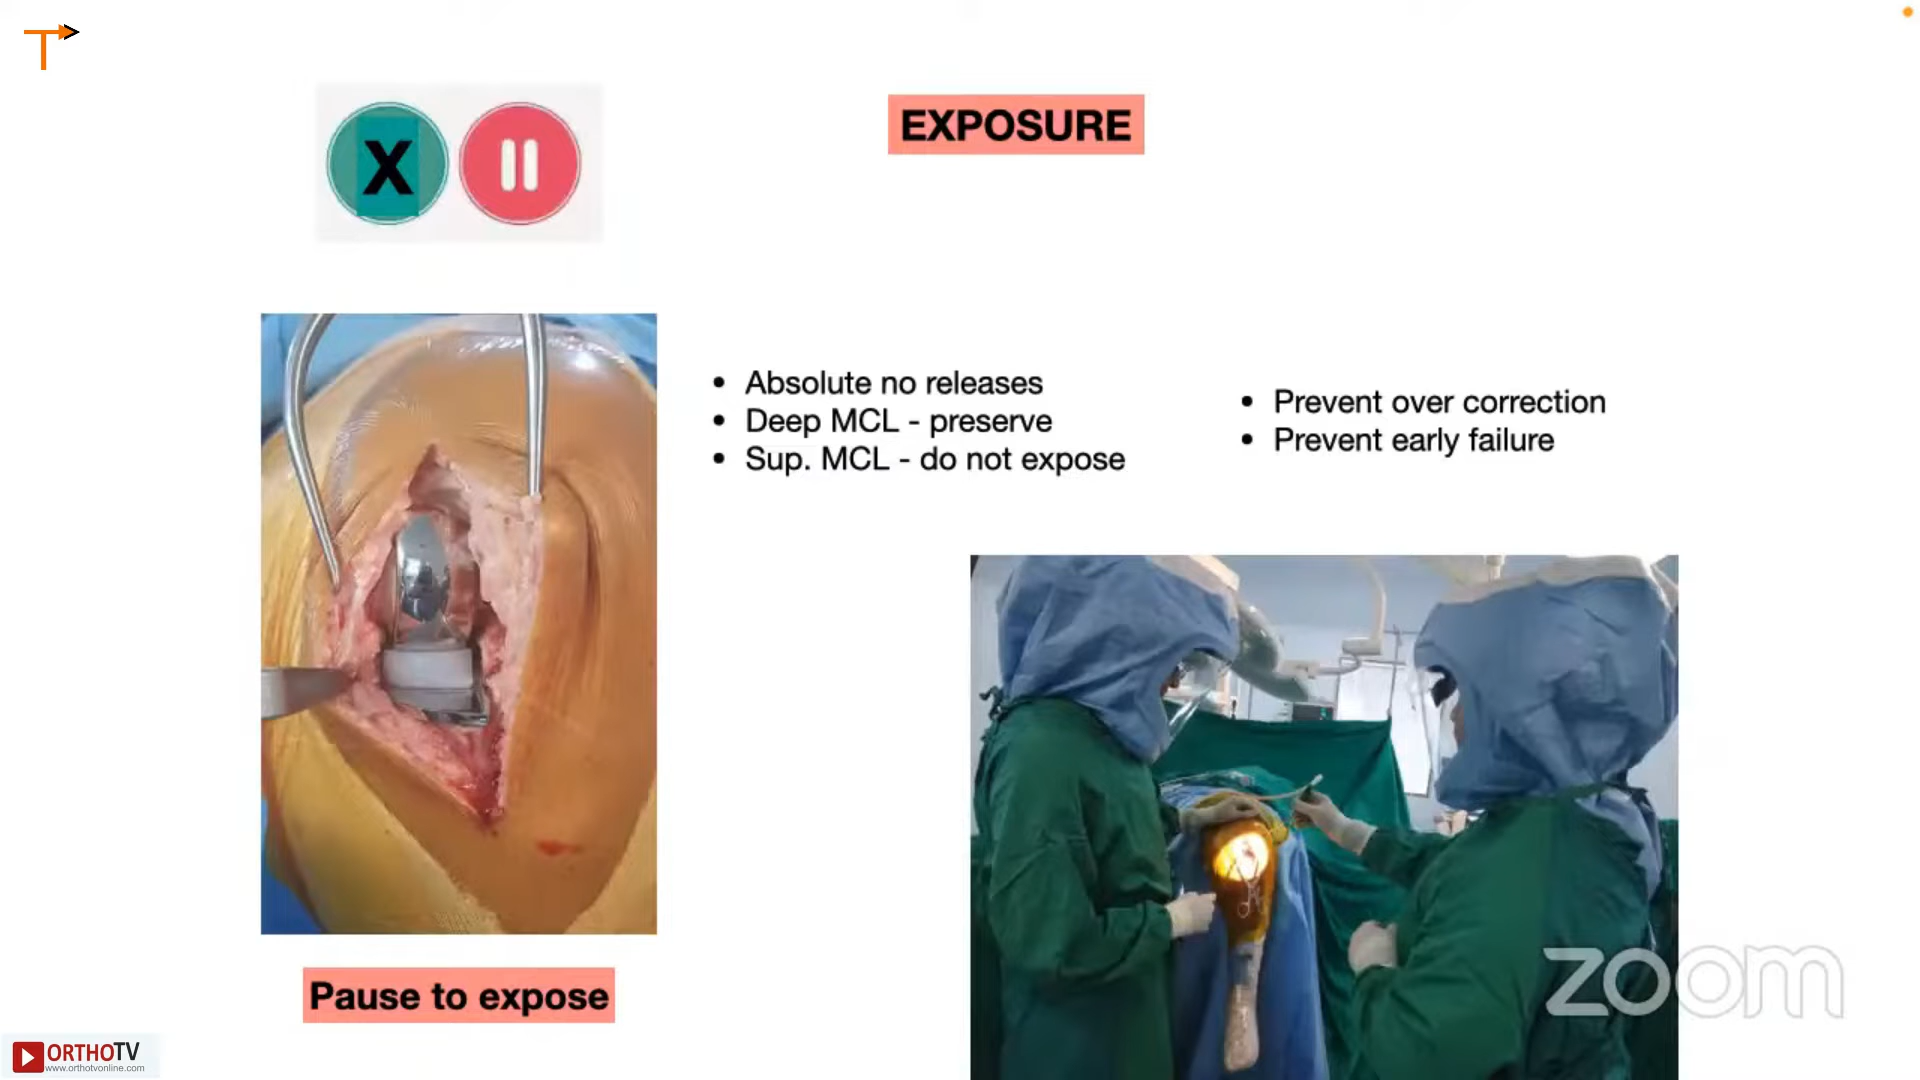 EXPOSURE
X
Absolute no releases
Deep MCL - preserve
Sup. MCL - do not expose
Prevent over correction
Prevent early failure
Pause to expose
zoom
ORTHOTV
www.orthotvonline.com